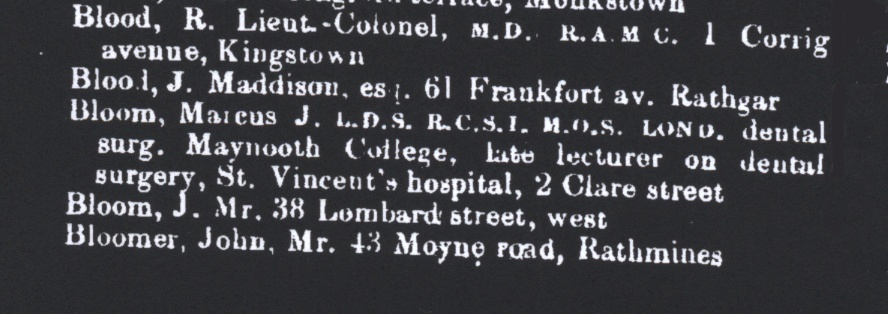 terrace, Monkstown
Blood, R. Lieut.-Colonel, M.D. R.A.M C. 1 Corrig
avenue, Kingstown
Blood, J. Maddison, esq. 61 Frankfort av. Rathgar
Bloom, Marcus J. L.D.S. R.C.S.I. M.O.S. LOND. dental
surg. Maynooth College, late lecturer on dental
surgery, St. Vincent's hospital, 2 Clare street
Bloom, J. Mr. 38 Lombard street, west
Bloomer, John, Mr. 43 Moyne road, Rathmines